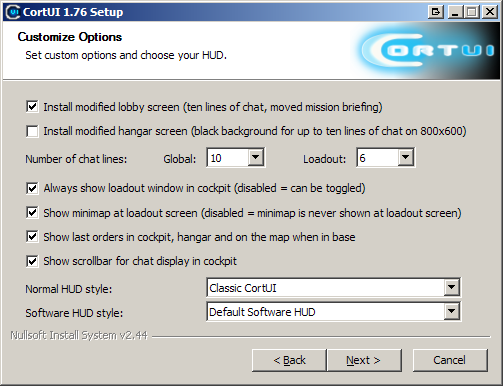 CortUI 1.76 Setup
Customize Options
Set custom options and choose your HUD.
CORTUI
Install modified lobby screen (ten lines of chat, moved mission briefing)
Install modified hangar screen (black background for up to ten lines of chat on 800x600)
Number of chat lines: Global: 10 Loadout: 6
Always show loadout window in cockpit (disabled = can be toggled)
Show minimap at loadout screen (disabled = minimap is never shown at loadout screen)
Show last orders in cockpit, hangar and on the map when in base
Show scrollbar for chat display in cockpit
Normal HUD style: Classic CortUI
Software HUD style: Default Software HUD
Nullsoft Install System v2.44
< Back Next > Cancel